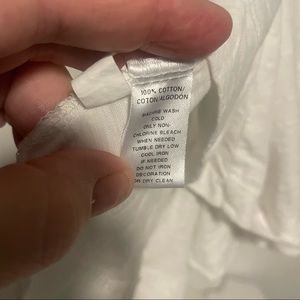 100% COTTON/
COTON ALGODÓN
MACHINE WASH
COLD
ONLY NON-
CHLORINE BLEACH
WHEN NEEDED
TUMBLE DRY LOW
COOL IRON
IF NEEDED
DO NOT IRON
DECORATION
OR DRY CLEAN